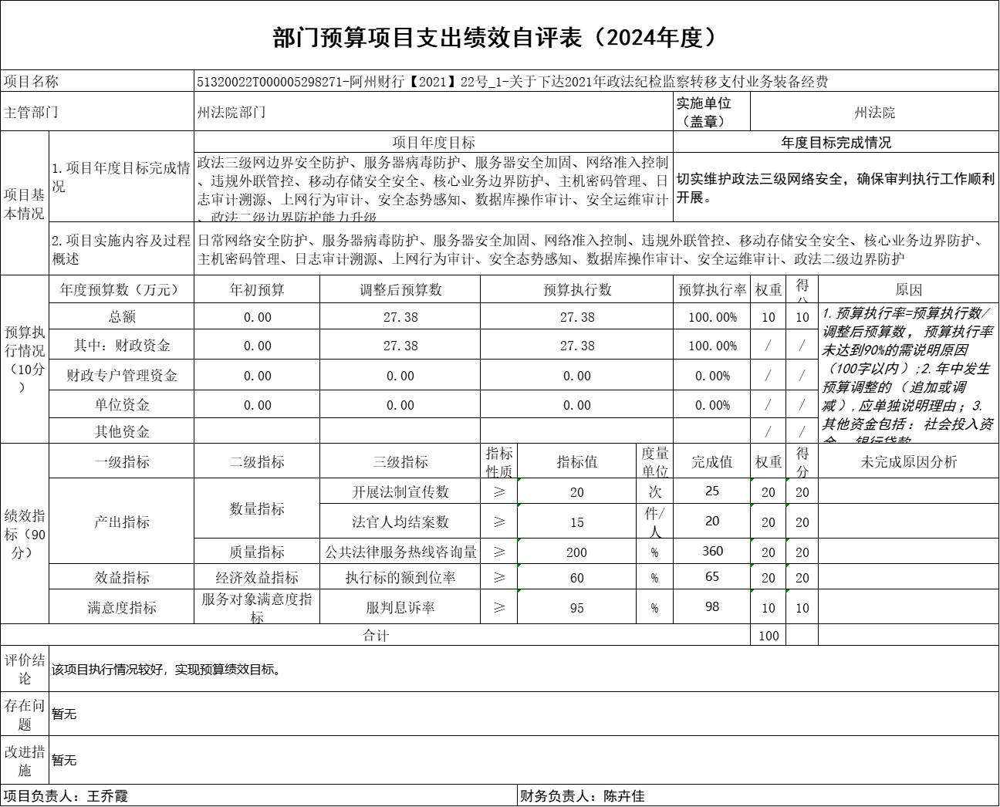 部门预算项目支出绩效自评表（2024年度）
项目名称 51320022T000005298271-阿州财行【2021】22号_1-关于下达2021年政法纪检监察转移支付业务装备经费
主管部门 州法院部门 实施单位（盖章） 州法院
项目基本情况
1.项目年度目标完成情况
项目年度目标 年度目标完成情况
政法三级网边界安全防护、服务器病毒防护、服务器安全加固、网络准入控制
、违规外联管控、移动存储安全安全、核心业务边界防护、主机密码管理、日
志审计溯源、上网行为审计、安全态势感知、数据库操作审计、安全运维审计
、政法二级边界防护能力升级
切实维护政法三级网络安全，确保审判执行工作顺利
开展。
2.项目实施内容及过程概述
日常网络安全防护、服务器病毒防护、服务器安全加固、网络准入控制、违规外联管控、移动存储安全安全、核心业务边界防护、
主机密码管理、日志审计溯源、上网行为审计、安全态势感知、数据库操作审计、安全运维审计、政法二级边界防护
预算执行情况（10分）
年度预算数（万元） 年初预算 调整后预算数 预算执行数 预算执行率 权重 得分 原因
总额 0.00 27.38 27.38 100.00% 10 10
其中：财政资金 0.00 27.38 27.38 100.00% / /
财政专户管理资金 0.00 0.00 0.00 0.00% / /
单位资金 0.00 0.00 0.00 0.00% / /
其他资金 / /
1.预算执行率=预算执行数/
调整后预算数，预算执行率
未达到90%的需说明原因
（100字以内）;2.年中发生
预算调整的（追加或调
减）,应单独说明理由；3.
其他资金包括：社会投入资
金、银行贷款
绩效指标（90分）
一级指标 二级指标 三级指标 指标性质 指标值 度量单位 完成值 权重 得分 未完成原因分析
产出指标 数量指标 开展法制宣传数 ≥ 20 次 25 20 20
法官人均结案数 ≥ 15 件/人 20 20 20
质量指标 公共法律服务热线咨询量 ≥ 200 % 360 20 20
效益指标 经济效益指标 执行标的额到位率 ≥ 60 % 65 20 20
满意度指标 服务对象满意度指标 服判息诉率 ≥ 95 % 98 10 10
合计 100
评价结论 该项目执行情况较好，实现预算绩效目标。
存在问题 暂无
改进措施 暂无
项目负责人：王乔霞 财务负责人：陈卉佳